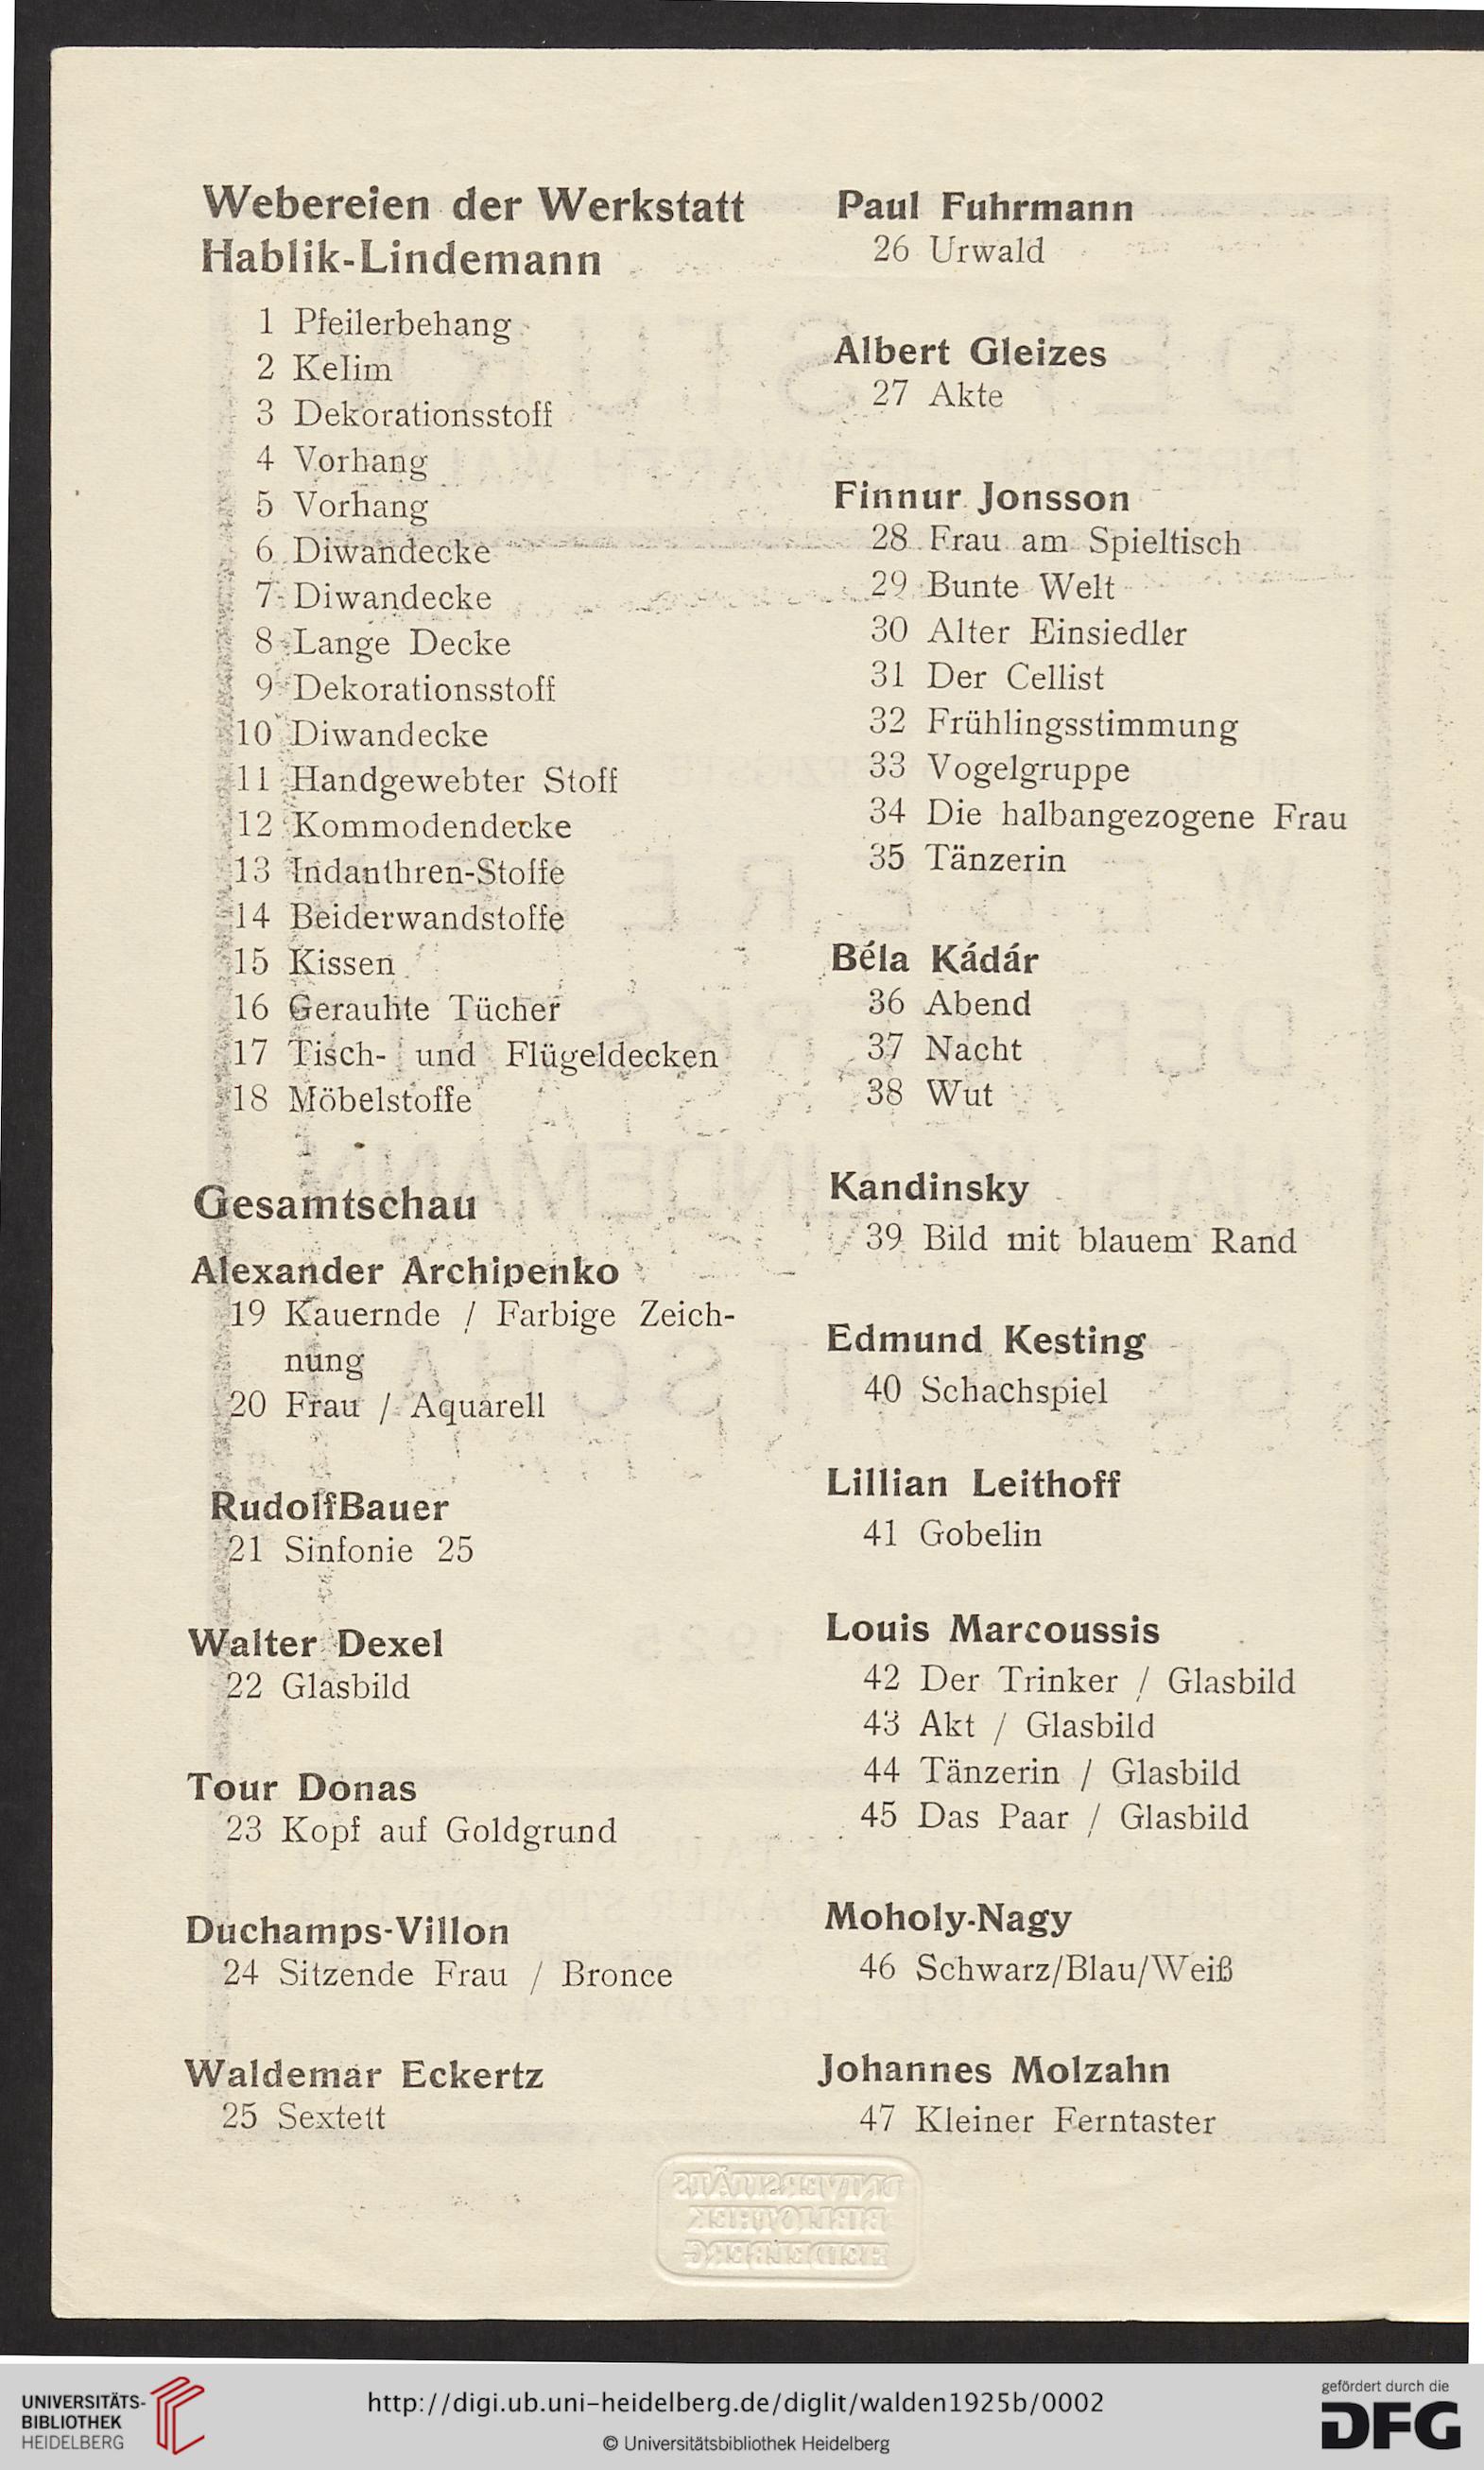 Webereien der Werkstatt
Hablik-Lindemann
1 Pfeilerbehang
2 Kelim
3 Dekorationsstoff
4 Vorhang
5 Vorhang
6 Diwandecke
7 Diwandecke
8 Lange Decke
9 Dekorationsstoff
10 Diwandecke
11 Handgewebter Stoff
12 Kommodendecke
13 Indanthren-Stoffe
14 Beiderwandstoffe
15 Kissen
16 Gerauhte Tücher
17 Tisch- und Flügeldecken
18 Möbelstoffe
Gesamtschau
Alexander Archipenko
19 Kauernde / Farbige Zeich-
nung
20 Frau / Aquarell
RudolfBauer
21 Sinfonie 25
Walter Dexel
22 Glasbild
Tour Donas
23 Kopf auf Goldgrund
Duchamps-Villon
24 Sitzende Frau / Bronce
Waldemar Eckertz
25 Sextett
Paul Fuhrmann
26 Urwald
Albert Gleizes
27 Akte
Finnur Jonsson
28 Frau am Spieltisch
29 Bunte Welt
30 Alter Einsiedler
31 Der Cellist
32 Frühlingsstimmung
33 Vogelgruppe
34 Die halbangezogene Frau
35 Tänzerin
Béla Kádár
36 Abend
37 Nacht
38 Wut
Kandinsky
39 Bild mit blauem Rand
Edmund Kesting
40 Schachspiel
Lillian Leithoff
41 Gobelin
Louis Marcoussis
42 Der Trinker / Glasbild
43 Akt / Glasbild
44 Tänzerin / Glasbild
45 Das Paar / Glasbild
Moholy-Nagy
46 Schwarz/Blau/Weiß
Johannes Molzahn
47 Kleiner Ferntaster
UNIVERSITÄTS
BIBLIOTHEK
HEIDELBERG
UNIVERSITÄTS-
BIBLIOTHEK
HEIDELBERG
http://digi.ub.uni-heidelberg.de/diglit/walden1925b/0002
© Universitätsbibliothek Heidelberg
gefördert durch die
DFG